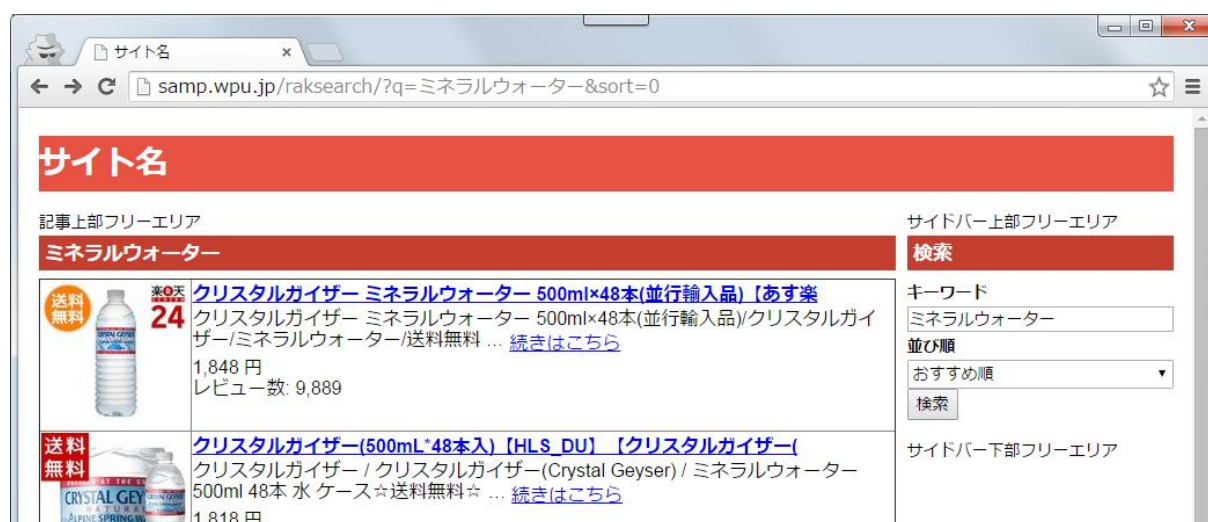 サイト名
samp.wpu.jp/raksearch/?q=ミネラルウォーター&sort=0
サイト名
記事上部フリーエリア
ミネラルウォーター
送料
無料
楽天
24
クリスタルガイザー ミネラルウォーター 500ml×48本(並行輸入品)【あす楽
クリスタルガイザー ミネラルウォーター 500ml×48本(並行輸入品)/クリスタルガイ
ザー/ミネラルウォーター/送料無料 … 続きはこちら
1,848 円
レビュー数: 9,889
送料
無料
CRYSTAL GEY
クリスタルガイザー(500mL*48本入)【HLS_DU】 【クリスタルガイザー(
クリスタルガイザー / クリスタルガイザー(Crystal Geyser) / ミネラルウォーター
500ml 48本 水 ケース☆送料無料☆ … 続きはこちら
1,818 円
サイドバー上部フリーエリア
検索
キーワード
ミネラルウォーター
並び順
おすすめ順
検索
サイドバー下部フリーエリア